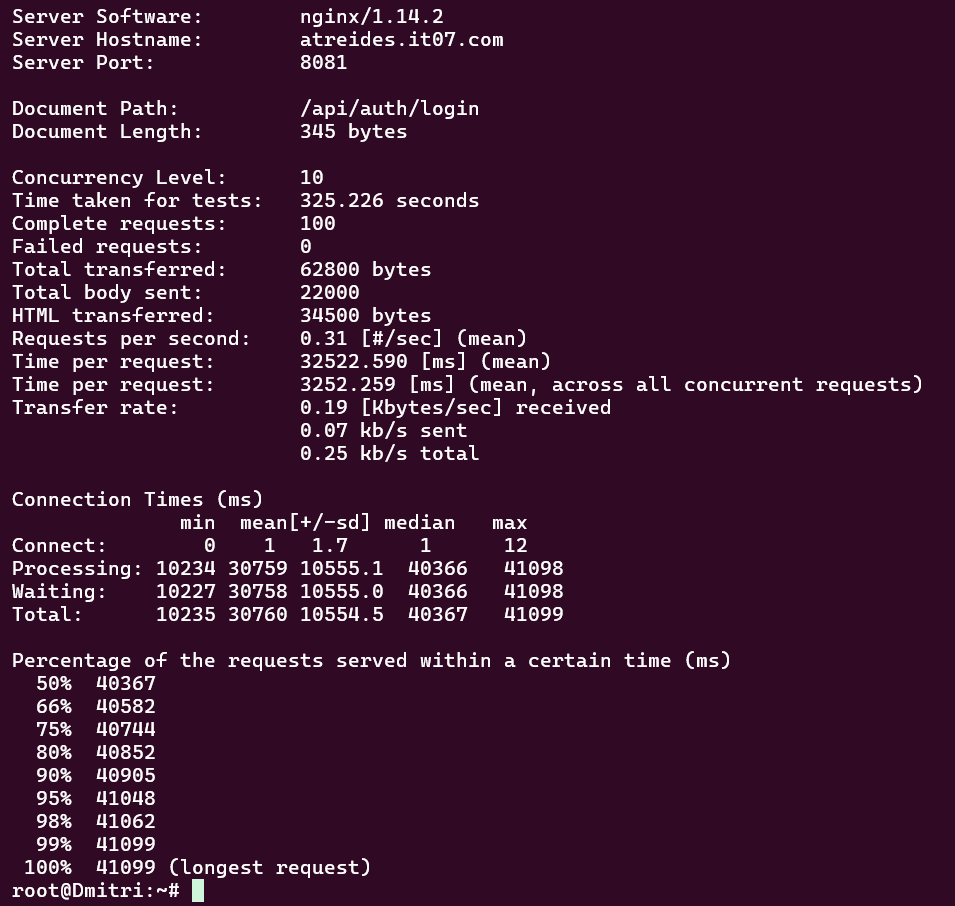 Server Software:        nginx/1.14.2
Server Hostname:        atreides.it07.com
Server Port:            8081

Document Path:          /api/auth/login
Document Length:        345 bytes

Concurrency Level:      10
Time taken for tests:   325.226 seconds
Complete requests:      100
Failed requests:        0
Total transferred:      62800 bytes
Total body sent:        22000
HTML transferred:       34500 bytes
Requests per second:    0.31 [#/sec] (mean)
Time per request:       32522.590 [ms] (mean)
Time per request:       3252.259 [ms] (mean, across all concurrent requests)
Transfer rate:          0.19 [Kbytes/sec] received
                        0.07 kb/s sent
                        0.25 kb/s total

Connection Times (ms)
              min  mean[+/-sd] median   max
Connect:        0    1   1.7      1      12
Processing: 10234 30759 10555.1  40366   41098
Waiting:    10227 30758 10555.0  40366   41098
Total:      10235 30760 10554.5  40367   41099

Percentage of the requests served within a certain time (ms)
  50%  40367
  66%  40582
  75%  40744
  80%  40852
  90%  40905
  95%  41048
  98%  41062
  99%  41099
 100%  41099 (longest request)
root@Dmitri:~#